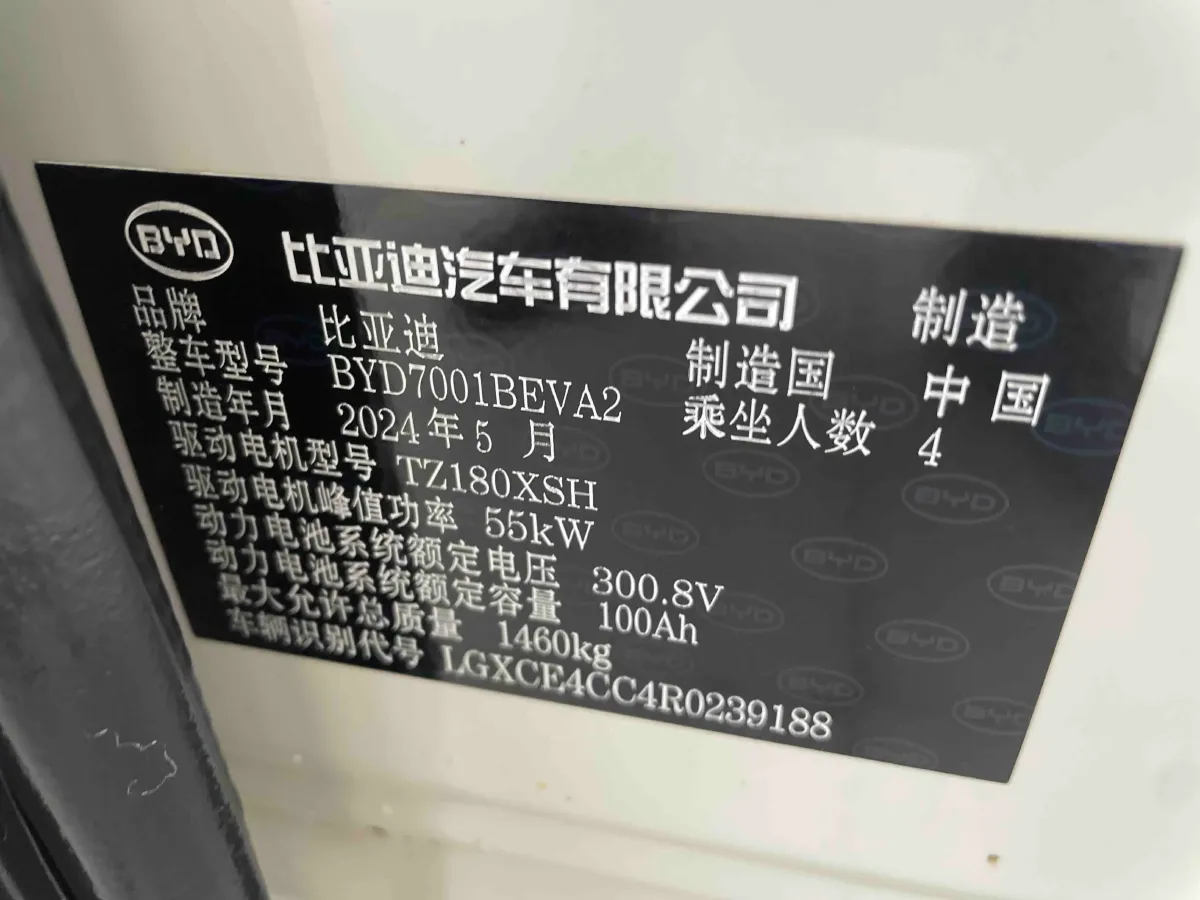 BYD 比亚迪汽车有限公司 制造
品牌 比亚迪 制造国 中国
整车型号 BYD7001BEVA2 乘坐人数 4
制造年月 2024年5月
驱动电机型号 TZ180XSH
驱动电机峰值功率 55kW
动力电池系统额定电压 300.8V
动力电池系统额定容量 100Ah
最大允许总质量 1460kg
车辆识别代号 LGXCE4CC4R0239188